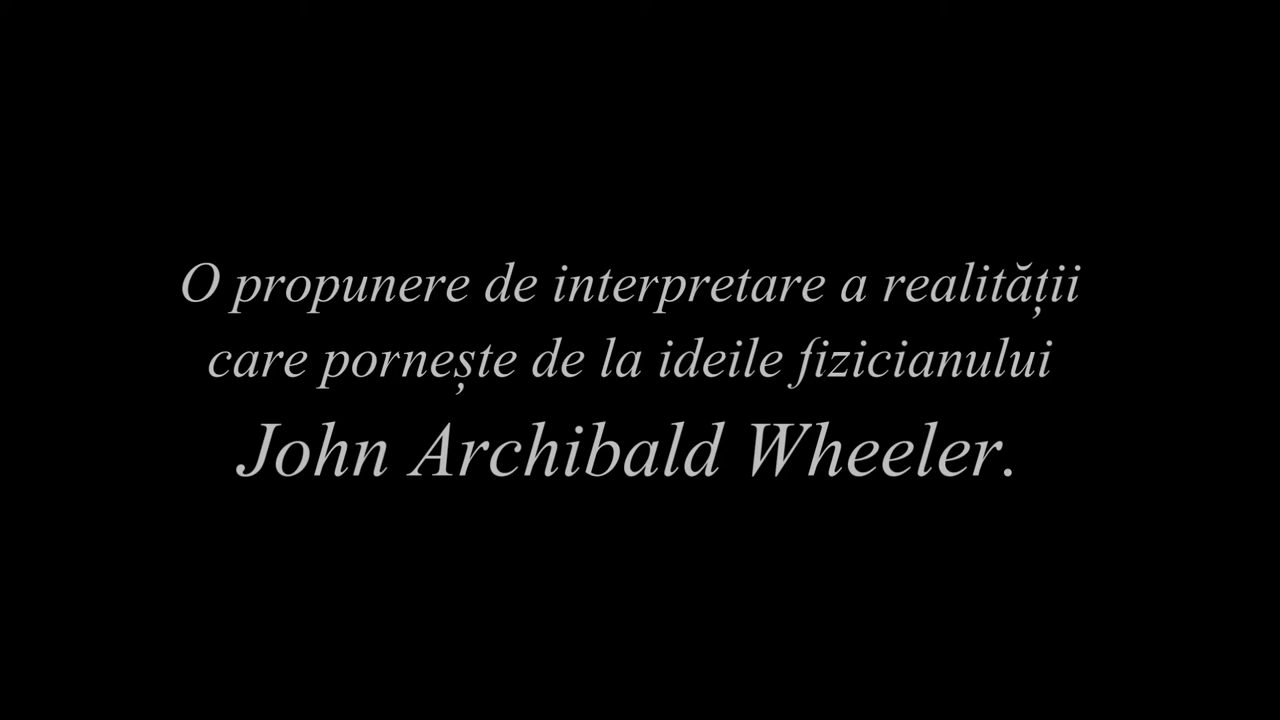 O propunere de interpretare a realității
care pornește de la ideile fizicianului
John Archibald Wheeler.